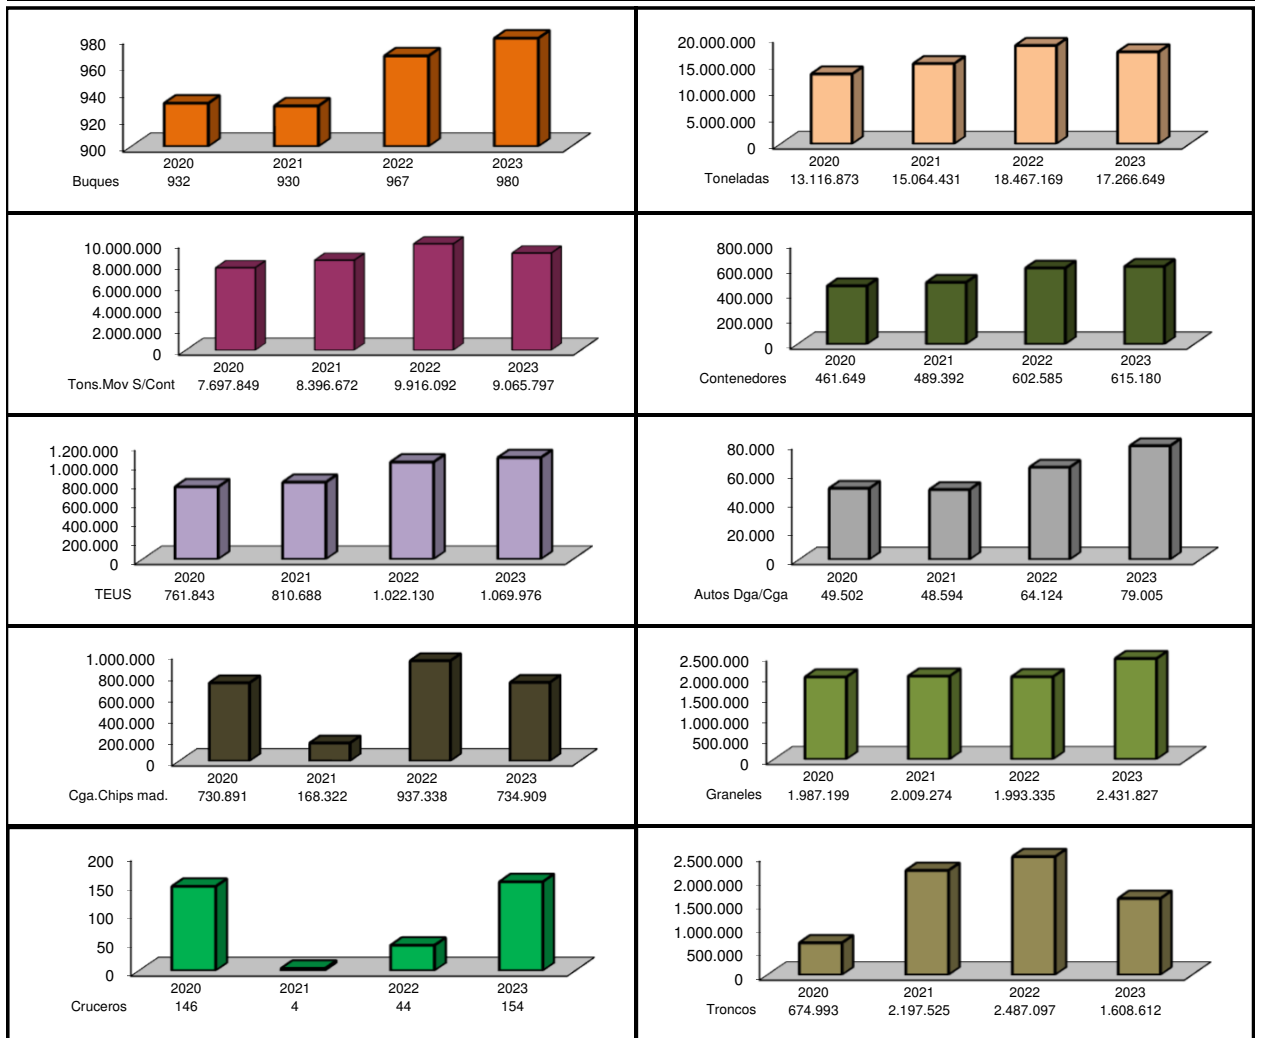 980
960
940
920
900
2020 2021 2022 2023
Buques 932 930 967 980
20.000.000
15.000.000
10.000.000
5.000.000
0
2020 2021 2022 2023
Toneladas 13.116.873 15.064.431 18.467.169 17.266.649
10.000.000
8.000.000
6.000.000
4.000.000
2.000.000
0
2020 2021 2022 2023
Tons.Mov S/Cont 7.697.849 8.396.672 9.916.092 9.065.797
800.000
600.000
400.000
200.000
0
2020 2021 2022 2023
Contenedores 461.649 489.392 602.585 615.180
1.200.000
1.000.000
800.000
600.000
400.000
200.000
0
2020 2021 2022 2023
TEUS 761.843 810.688 1.022.130 1.069.976
80.000
60.000
40.000
20.000
0
2020 2021 2022 2023
Autos Dga/Cga 49.502 48.594 64.124 79.005
1.000.000
800.000
600.000
400.000
200.000
0
2020 2021 2022 2023
Cga.Chips mad. 730.891 168.322 937.338 734.909
2.500.000
2.000.000
1.500.000
1.000.000
500.000
0
2020 2021 2022 2023
Graneles 1.987.199 2.009.274 1.993.335 2.431.827
200
150
100
50
0
2020 2021 2022 2023
Cruceros 146 4 44 154
2.500.000
2.000.000
1.500.000
1.000.000
500.000
0
2020 2021 2022 2023
Troncos 674.993 2.197.525 2.487.097 1.608.612